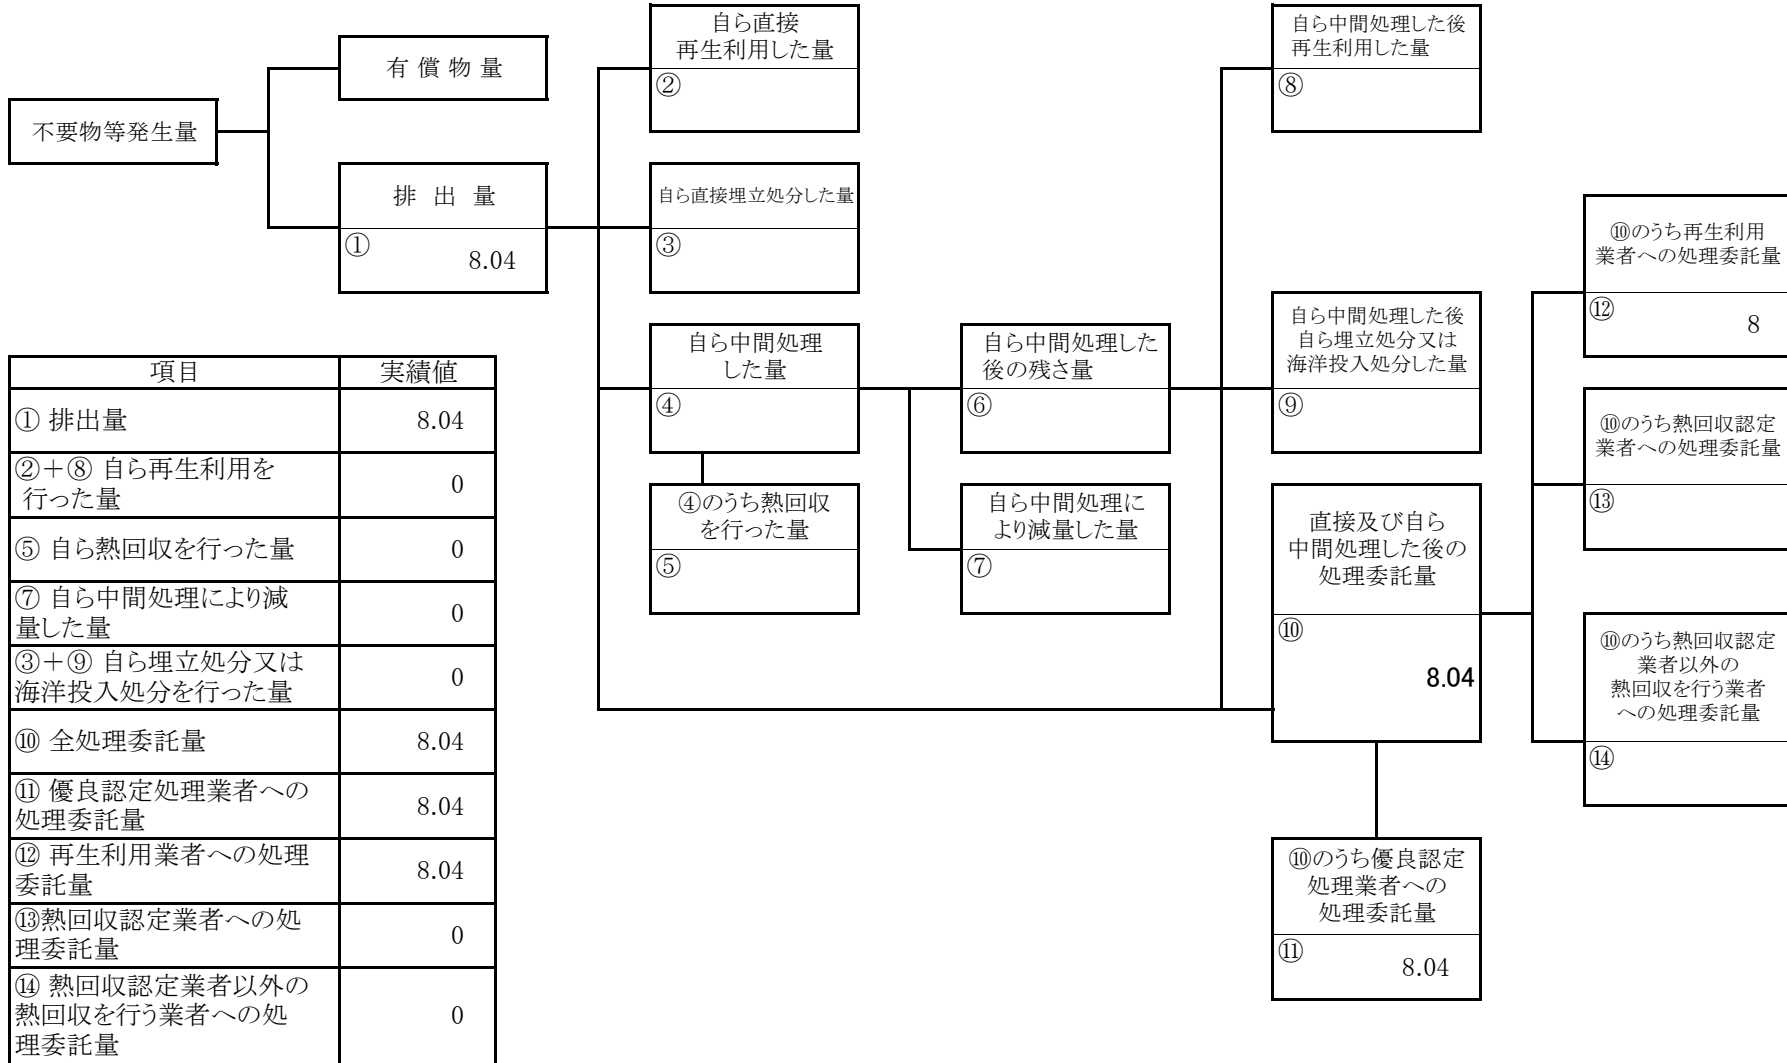 不要物等発生量
有 償 物 量
排 出 量
①
8.04
自ら直接
再生利用した量
②
自ら直接埋立処分した量
③
自ら中間処理
した量
④
④のうち熱回収
を行った量
⑤
自ら中間処理した
後の残さ量
⑥
自ら中間処理に
より減量した量
⑦
自ら中間処理した後
再生利用した量
⑧
自ら中間処理した後
自ら埋立処分又は
海洋投入処分した量
⑨
直接及び自ら
中間処理した後の
処理委託量
⑩
8.04
⑩のうち優良認定
処理業者への
処理委託量
⑪
8.04
⑩のうち再生利用
業者への処理委託量
⑫
8
⑩のうち熱回収認定
業者への処理委託量
⑬
⑩のうち熱回収認定
業者以外の
熱回収を行う業者
への処理委託量
⑭
項目 実績値
① 排出量 8.04
②＋⑧ 自ら再生利用を
行った量 0
⑤ 自ら熱回収を行った量 0
⑦ 自ら中間処理により減
量した量 0
③＋⑨ 自ら埋立処分又は
海洋投入処分を行った量 0
⑩ 全処理委託量 8.04
⑪ 優良認定処理業者への
処理委託量 8.04
⑫ 再生利用業者への処理
委託量 8.04
⑬熱回収認定業者への処
理委託量 0
⑭ 熱回収認定業者以外の
熱回収を行う業者への処
理委託量 0